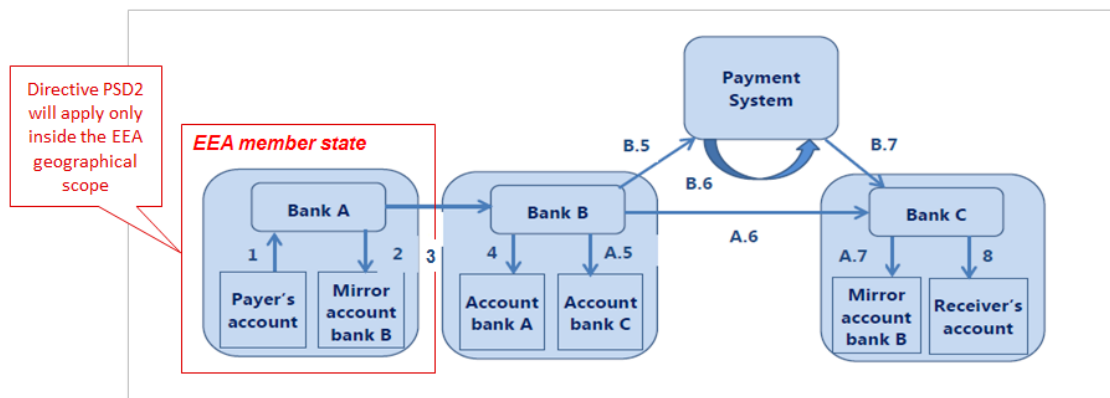 Directive PSD2
will apply only
inside the EEA
geographical
scope
EEA member state
Payment
System
B.5
B.7
B.6
Bank A
Bank B
Bank C
A.6
1
2
3
4
A.5
A.7
8
Payer's
account
Mirror
account
bank B
Account
bank A
Account
bank C
Mirror
account
bank B
Receiver's
account